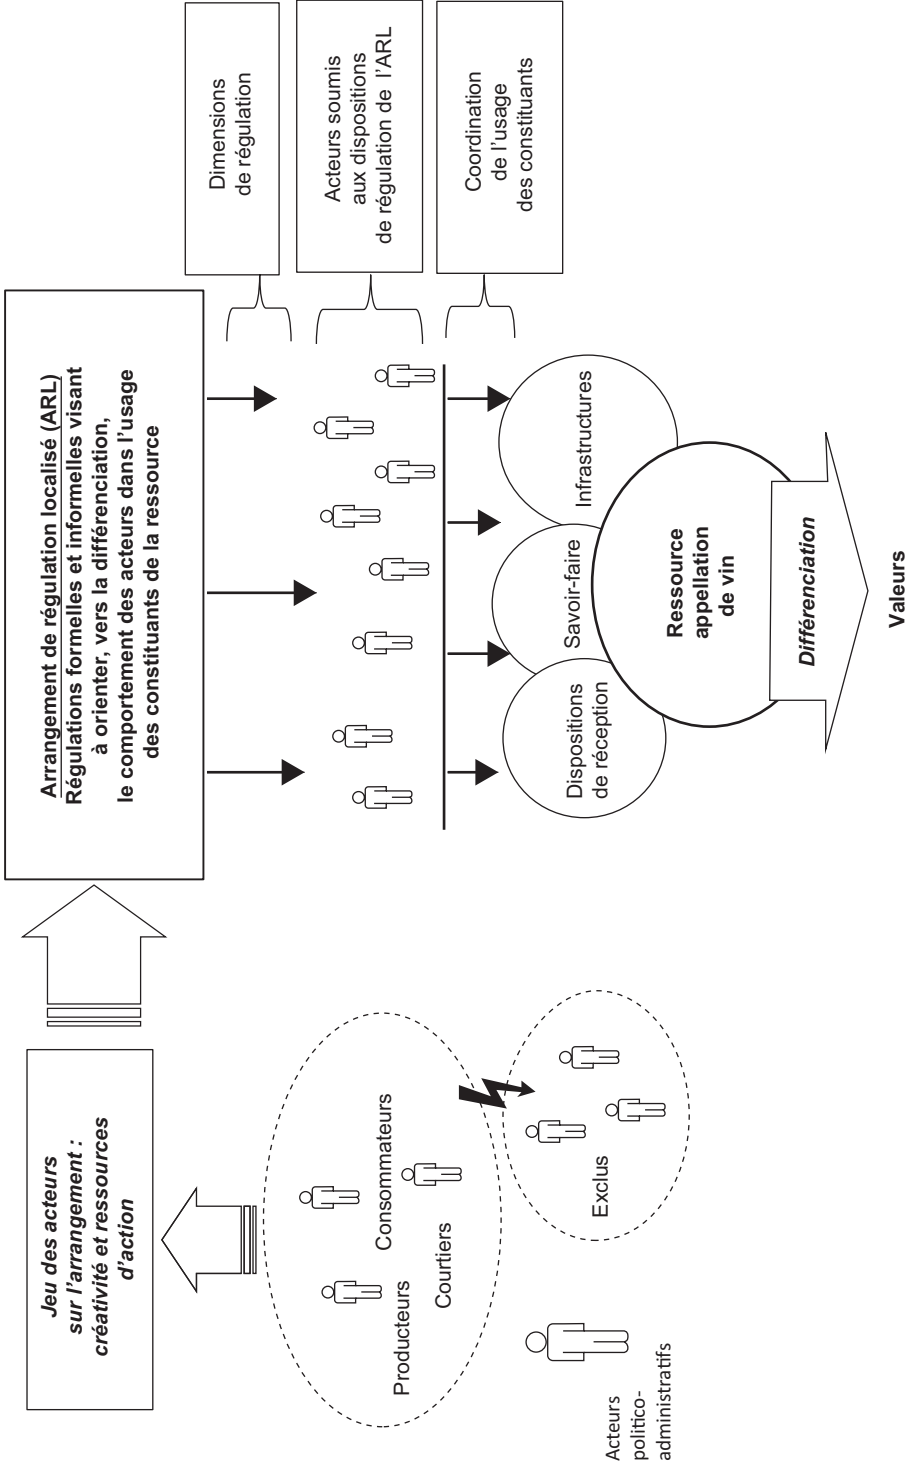 Jeu des acteurs
sur l'arrangement :
créativité et ressources
d'action
Producteurs
Consommateurs
Courtiers
Exclus
Acteurs
politico-
administratifs
Arrangement de régulation localisé (ARL)
Régulations formelles et informelles visant
à orienter, vers la différenciation,
le comportement des acteurs dans l'usage
des constituants de la ressource
Dimensions
de régulation
Acteurs soumis
aux dispositions
de régulation de l'ARL
Coordination
de l'usage
des constituants
Dispositions
de réception
Savoir-faire
Infrastructures
Ressource
appellation
de vin
Différenciation
Valeurs